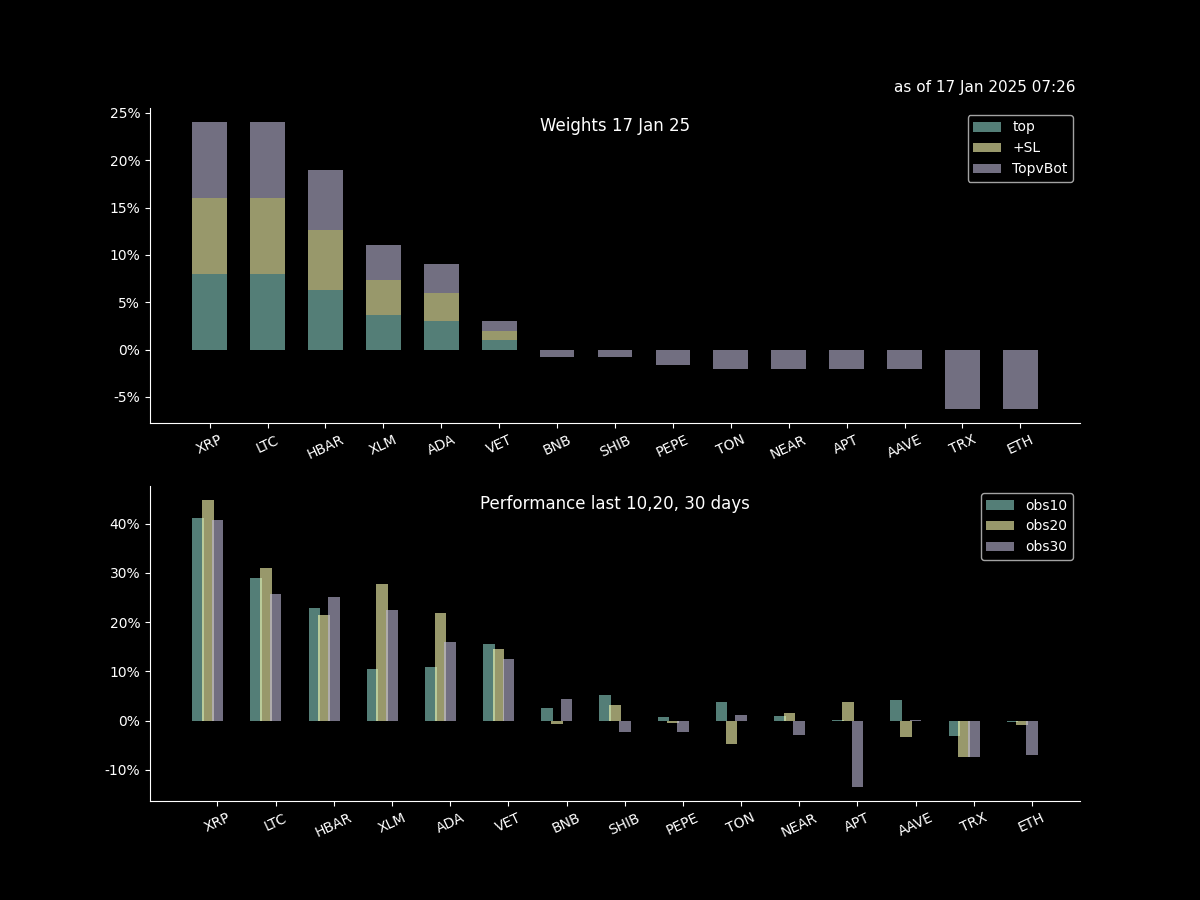 as of 17 Jan 2025 07:26
Weights 17 Jan 25
top
+SL
TopvBot
25%
20%
15%
10%
5%
0%
-5%
XRP LTC HBAR XLM ADA VET BNB SHIB PEPE TON NEAR APT AAVE TRX ETH
Performance last 10,20, 30 days
obs10
obs20
obs30
40%
30%
20%
10%
0%
-10%
XRP LTC HBAR XLM ADA VET BNB SHIB PEPE TON NEAR APT AAVE TRX ETH